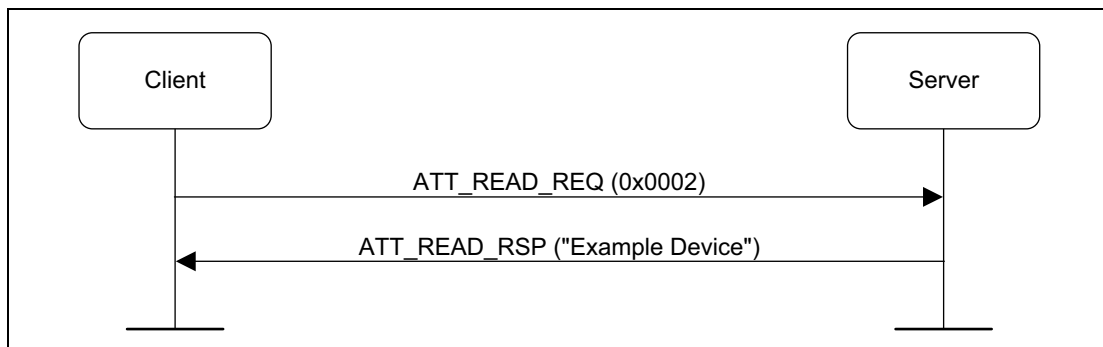 Client
Server
ATT_READ_REQ (0x0002)
ATT_READ_RSP ("Example Device")